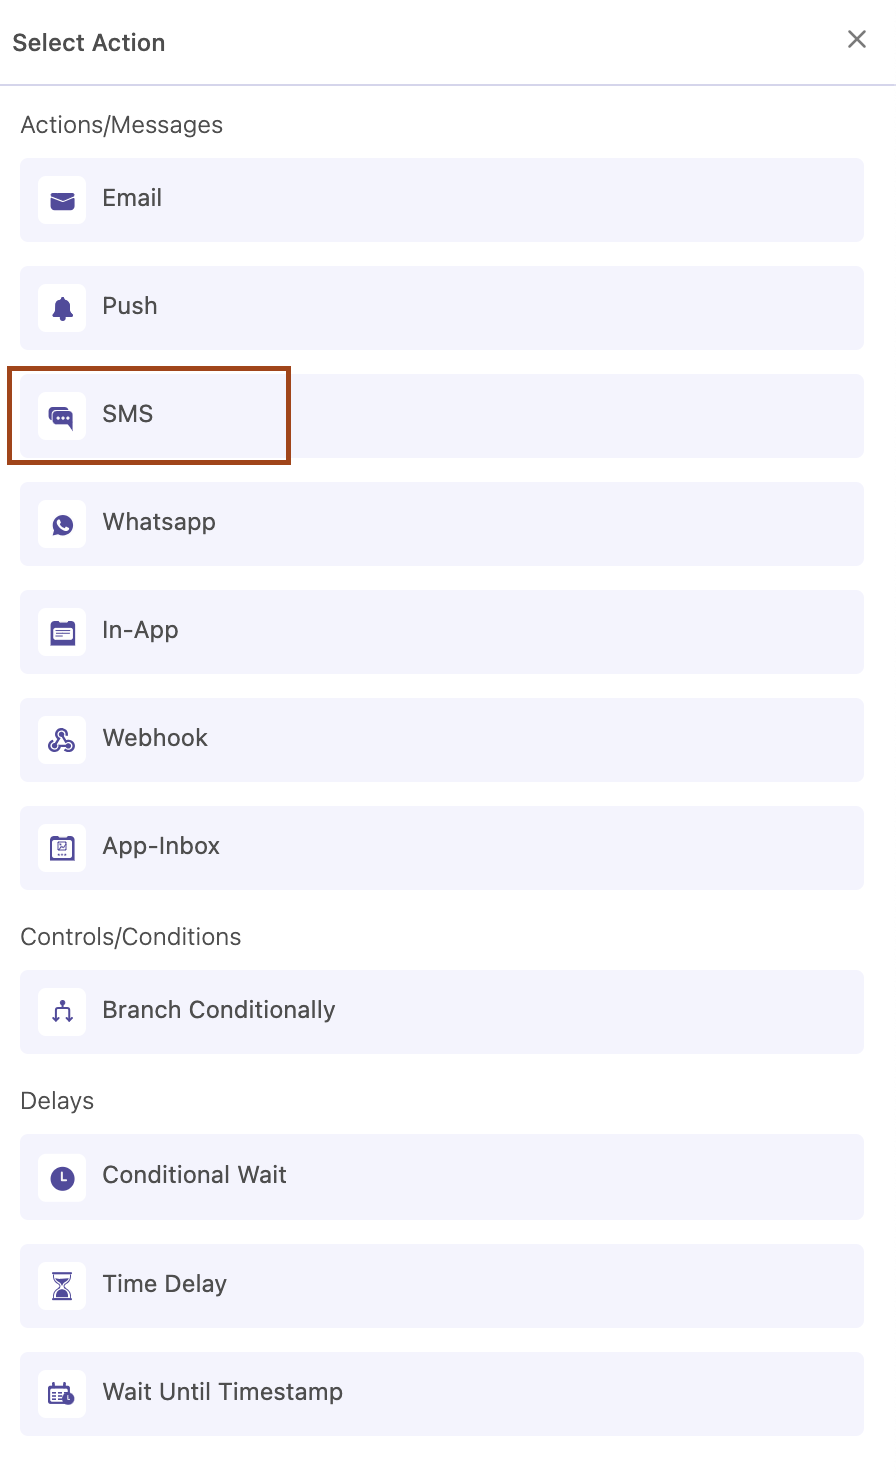 Select Action
Actions/Messages
Email
Push
SMS
Whatsapp
In-App
Webhook
App-Inbox
Controls/Conditions
Branch Conditionally
Delays
Conditional Wait
Time Delay
Wait Until Timestamp